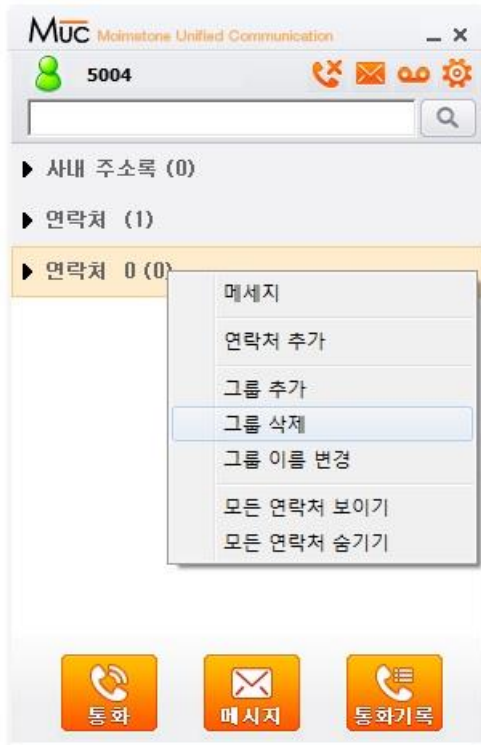 MUC Moimstone Unified Communication
5004
사내 주소록 (0)
연락처 (1)
연락처 0 (0)
메세지
연락처 추가
그룹 추가
그룹 삭제
그룹 이름 변경
모든 연락처 보이기
모든 연락처 숨기기
통화
메시지
통화기록